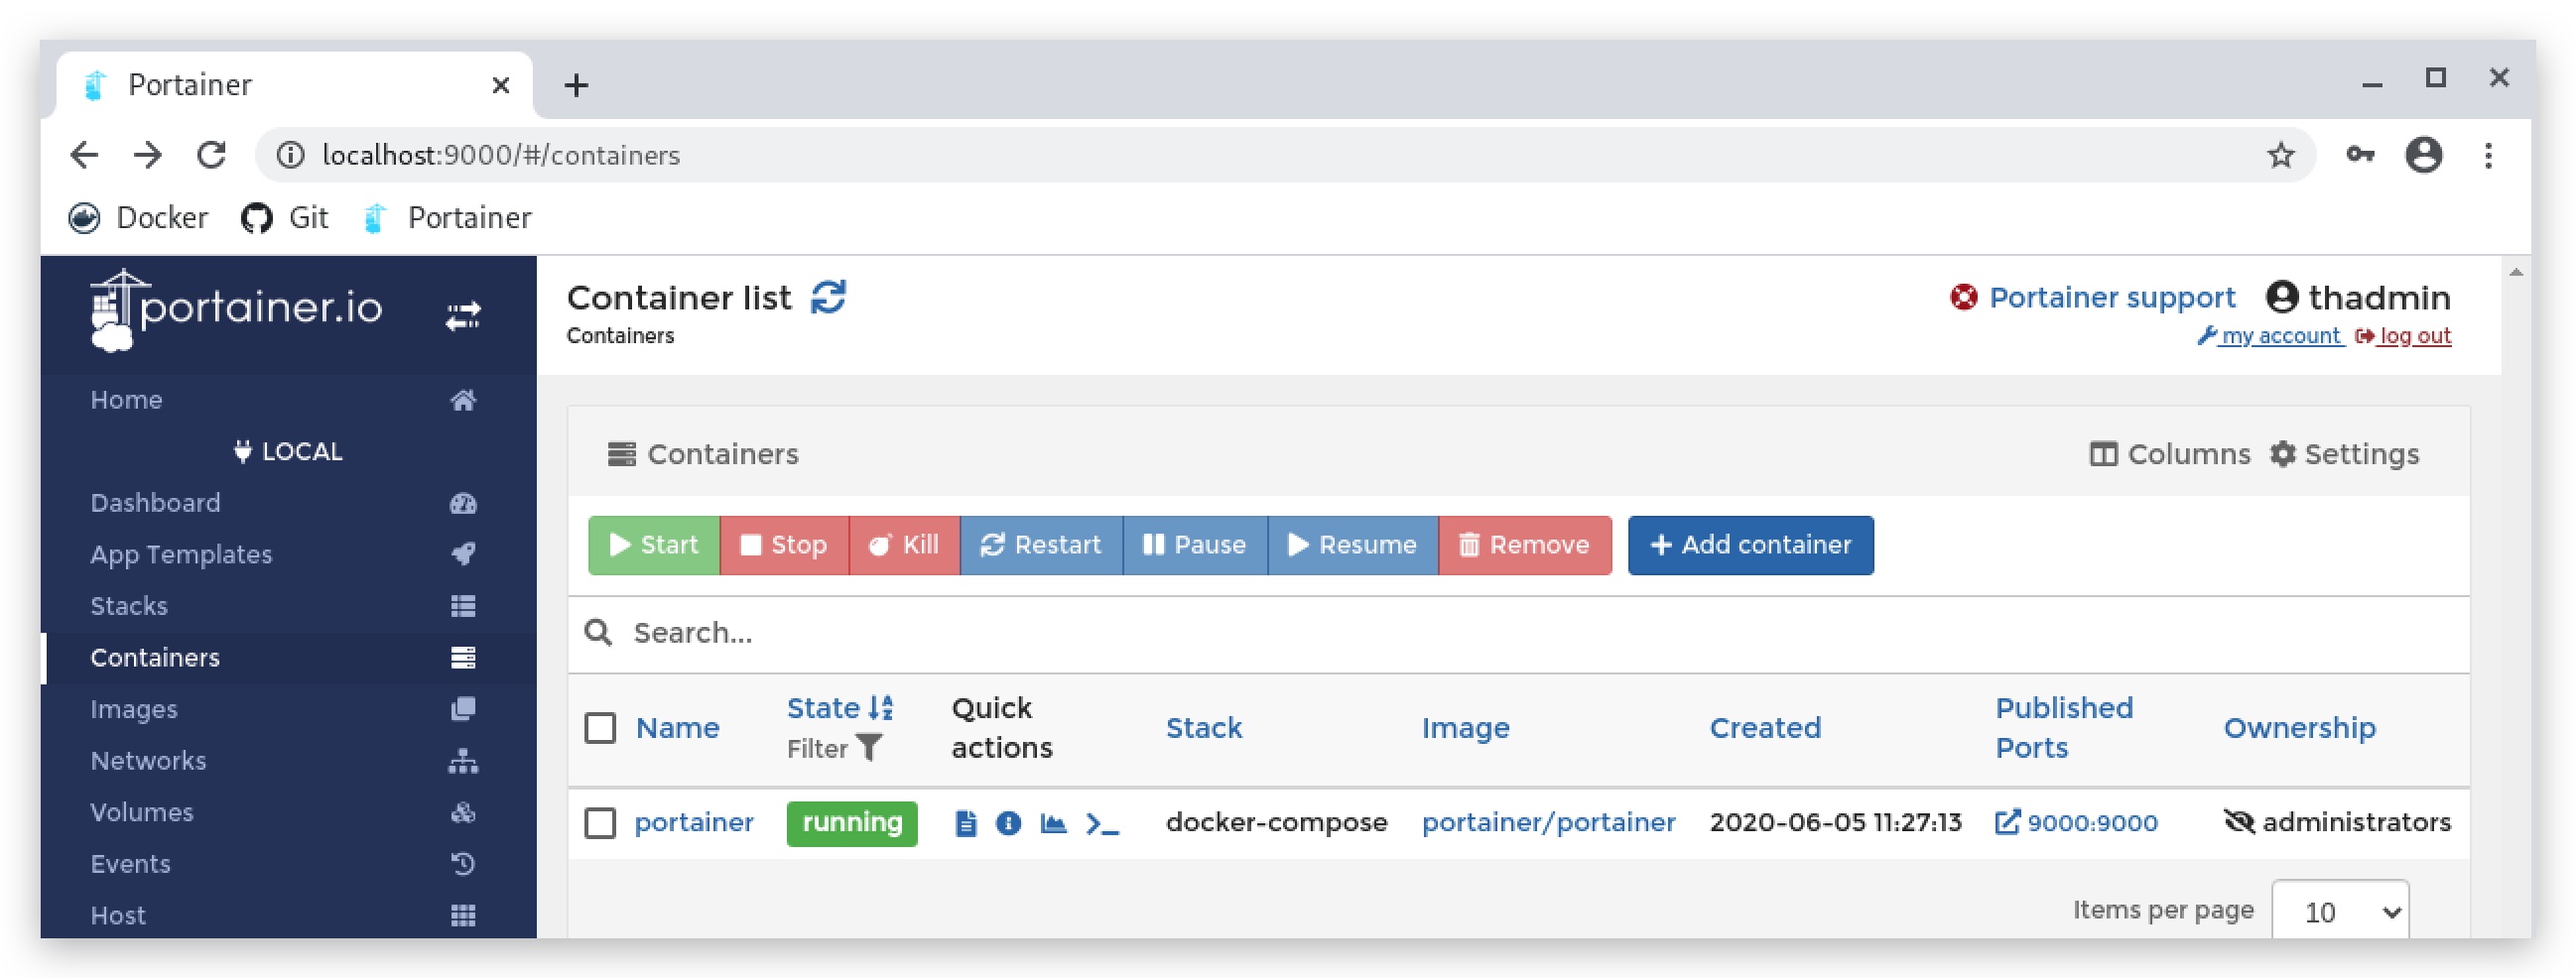 Portainer
localhost:9000/#/containers
Docker Git Portainer
portainer.io
Home
LOCAL
Dashboard
App Templates
Stacks
Containers
Images
Networks
Volumes
Events
Host
Container list
Containers
Portainer support thadmin
my account log out
Containers
Columns Settings
Start Stop Kill Restart Pause Resume Remove Add container
Search...
Name State Filter Quick actions Stack Image Created Published Ports Ownership
portainer running docker-compose portainer/portainer 2020-06-05 11:27:13 9000:9000 administrators
Items per page 10